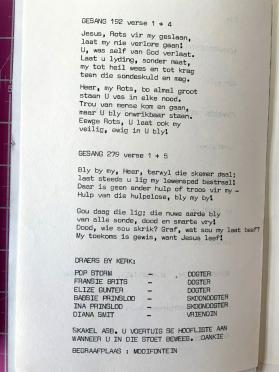 GESANG 152 verse 1 + 4
Jesus, Rots vir my geslaan,
laat my nie verlore gaan!
U, was self van God verlast.
Laat u lyding, sonder maat,
my tot heil wees en tot krag
teen die sondeskuld en mag.
Heer, my Rots, bo almal groot
staan U vas in elke nood.
Trou van mense kom en gaan,
maar U bly onwrikbaar staan.
Eewge Rots, U laat ook my
veilig, ewig in U bly!
GESANG 279 verse 1 + 5
Bly by my, Heer, terwyl die skemer daal;
laat steeds u lig my lewenspad bestraal!
Daar is geen ander hulp of troos vir my -
Hulp van die hulpelose, bly my by!
Gou daag die lig; die nuwe aarde bly
van alle sonde, dood en smarte vry!
Dood, wie sou skrik? Graf, wat sou my laat beef?
My toekoms is gewis, want Jesus leef!
DRAERS BY KERK:
POP STORM - DOGTER
FRANSIE BRITS - DOGTER
ELIZE GUNTER - DOGTER
BABSIE PRINSLOO - SKOONDOGTER
INA PRINSLOO - SKOONDOGTER
DIANA SMIT - VRIENDIN
SKAKEL ASB. U VOERTUIG SE HOOFLIGTE AAN
WANNEER U IN DIE STOET BEWEEG. DANKIE
BEGRAAFPLAAS : MOOIFONTEIN